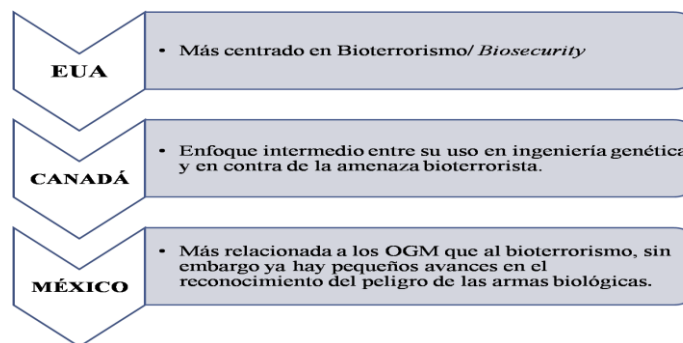 EUA
• Más centrado en Bioterrorismo/ Biosecurity
CANADÁ
• Enfoque intermedio entre su uso en ingeniería genética
y en contra de la amenaza bioterrorista.
MÉXICO
• Más relacionada a los OGM que al bioterrorismo, sin
embargo ya hay pequeños avances en el
reconocimiento del peligro de las armas biológicas.